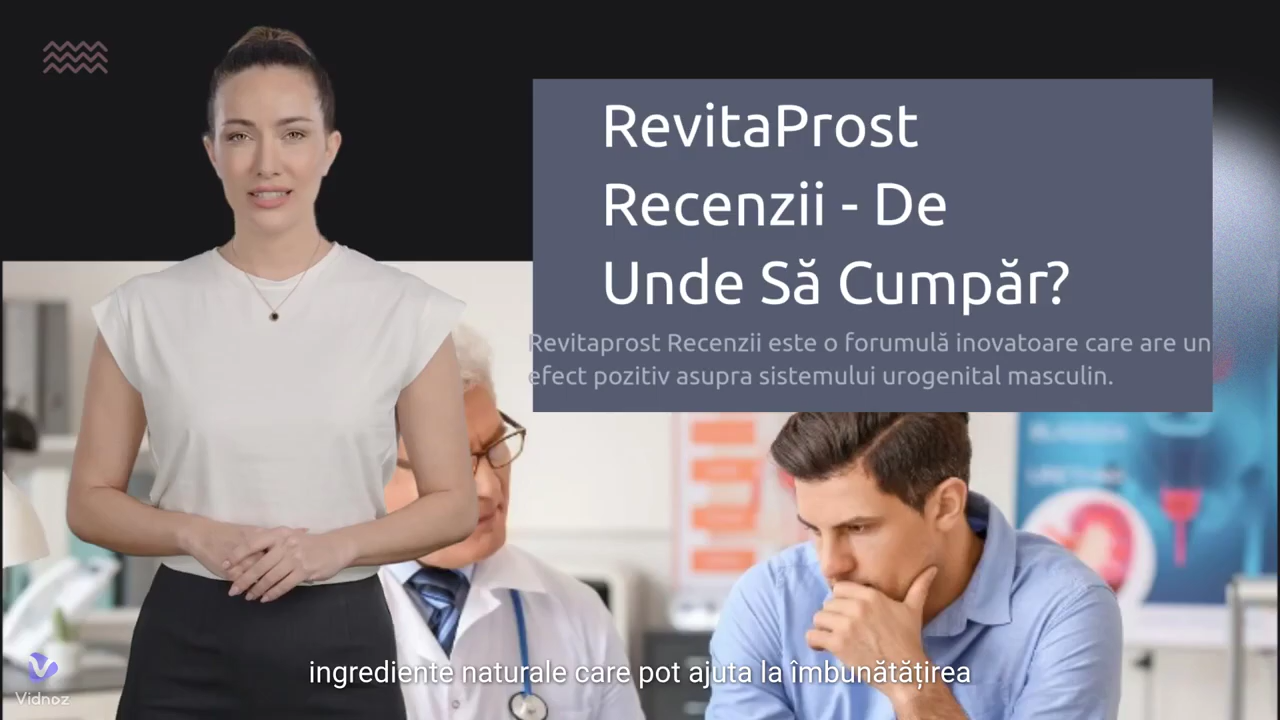 RevitaProst
Recenzii - De
Unde Să Cumpăr?
Revitaprost Recenzii este o forumulă inovatoare care are un
efect pozitiv asupra sistemului urogenital masculin.
ingrediente naturale care pot ajuta la îmbunătățirea
Vidnoz